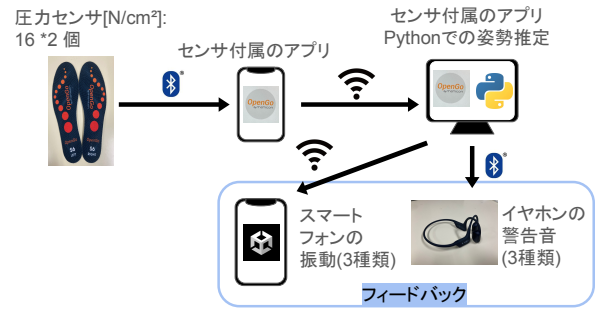 圧力センサ[N/cm²]:
16 *2 個
センサ付属のアプリ
センサ付属のアプリ
Pythonでの姿勢推定
OpenGo
OpenGo
スマート
フォンの
振動(3種類)
イヤホンの
警告音
(3種類)
フィードバック